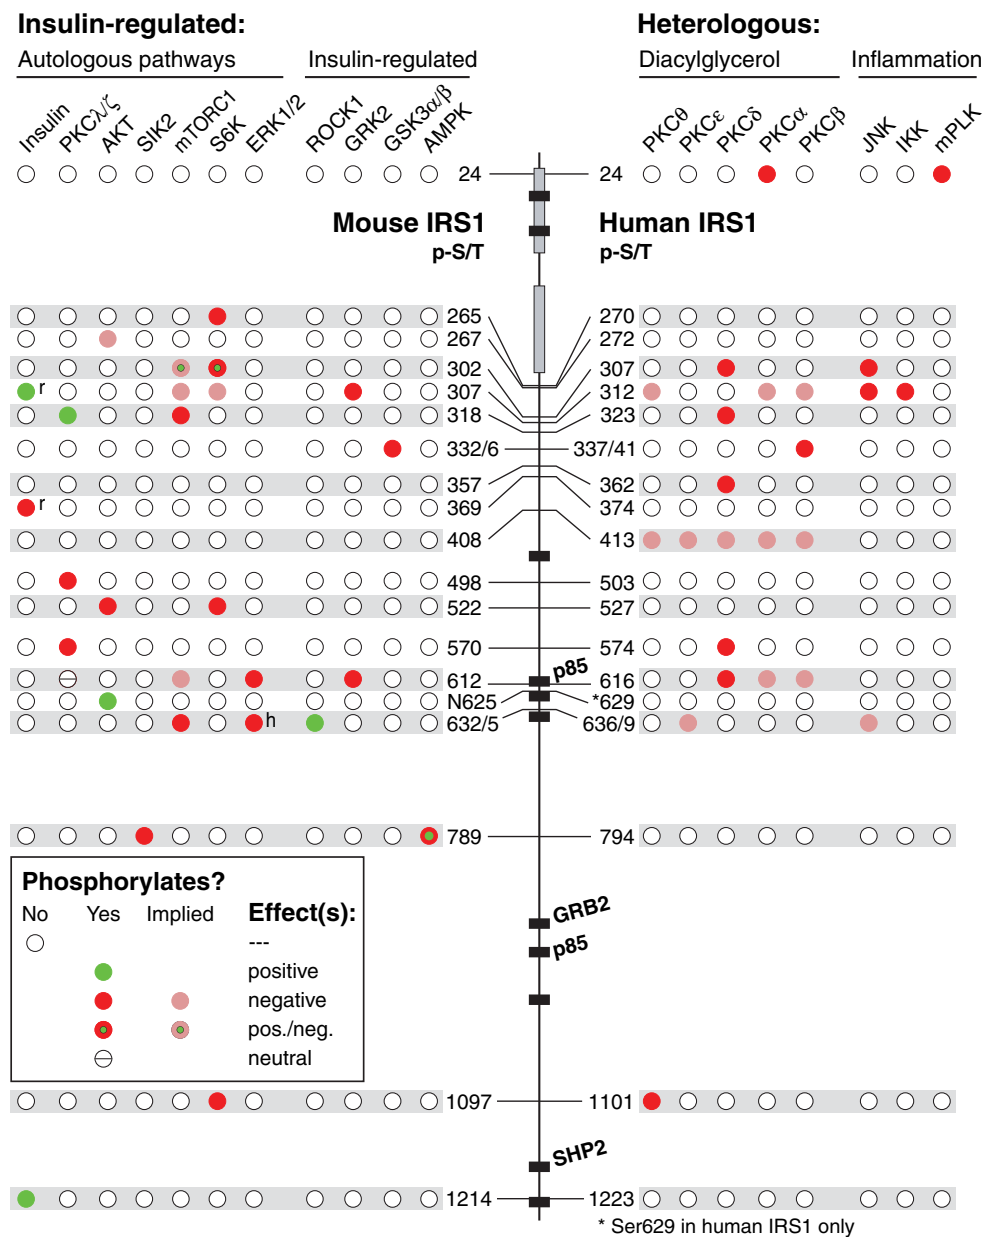 Insulin-regulated:
Heterologous:
Autologous pathways
Insulin-regulated
Diacylglycerol
Inflammation
Insulin
PKCλ/ζ
AKT
SIK2
mTORC1
S6K
ERK1/2
ROCK1
GRK2
GSK3α/β
AMPK
PKCθ
PKCε
PKCδ
PKCα
PKCβ
JNK
IKK
mPLK
24 24
Mouse IRS1 Human IRS1
p-S/T p-S/T
265 270
267 272
302 307
r 307 312
318 323
332/6 337/41
357 362
r 369 374
408 413
498 503
522 527
570 574
p85
612 616
N625 *629
h 632/5 636/9
789 794
Phosphorylates?
No Yes Implied Effect(s):
---
positive
negative
pos./neg.
neutral
GRB2
p85
1097 1101
SHP2
1214 1223
* Ser629 in human IRS1 only